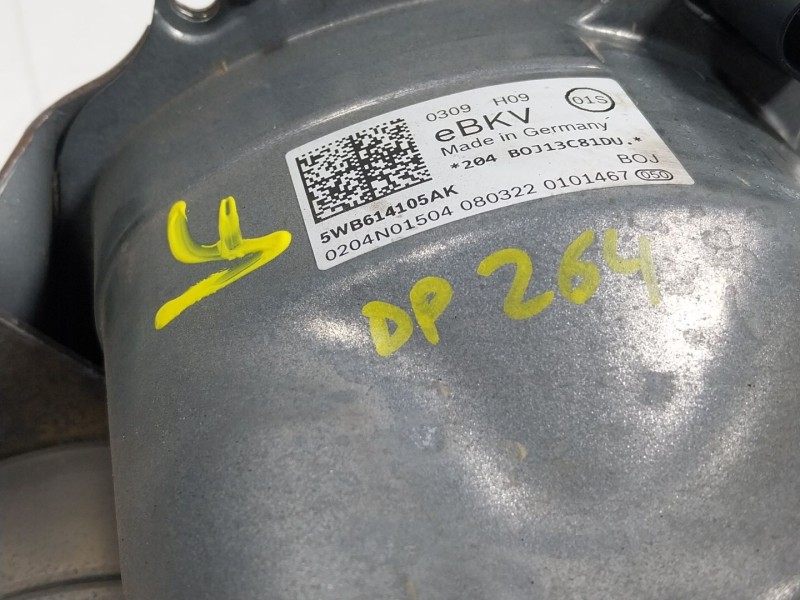 0309 H09 01S
eBKV
Made in Germany
*204 BOJ13C81DU.*
BOJ
5WB614105AK
0204N01504 080322 0101467 050
DP 264